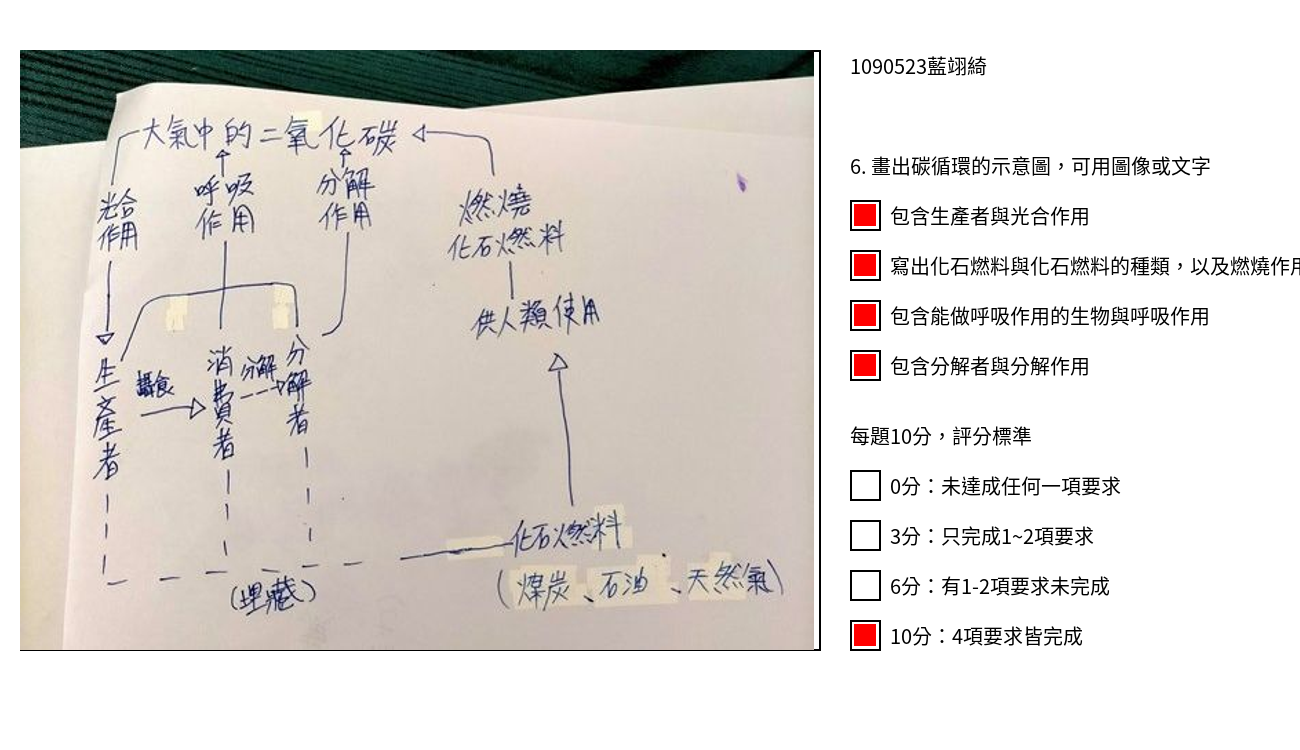 大氣中的二氧化碳
光合作用
呼吸作用
分解作用
燃燒
化石燃料
供人類使用
生產者
攝食
消費者
分解
分解者
化石燃料
(煤炭、石油、天然氣)
(埋藏)
1090523藍翊綺
6. 畫出碳循環的示意圖，可用圖像或文字
包含生產者與光合作用
寫出化石燃料與化石燃料的種類，以及燃燒作用
包含能做呼吸作用的生物與呼吸作用
包含分解者與分解作用
每題10分，評分標準
0分：未達成任何一項要求
3分：只完成1~2項要求
6分：有1-2項要求未完成
10分：4項要求皆完成